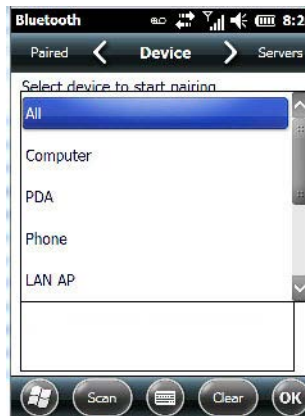 Bluetooth 8:2
Paired Device Servers
Select device to start pairing
All
Computer
PDA
Phone
LAN AP
Scan Clear OK